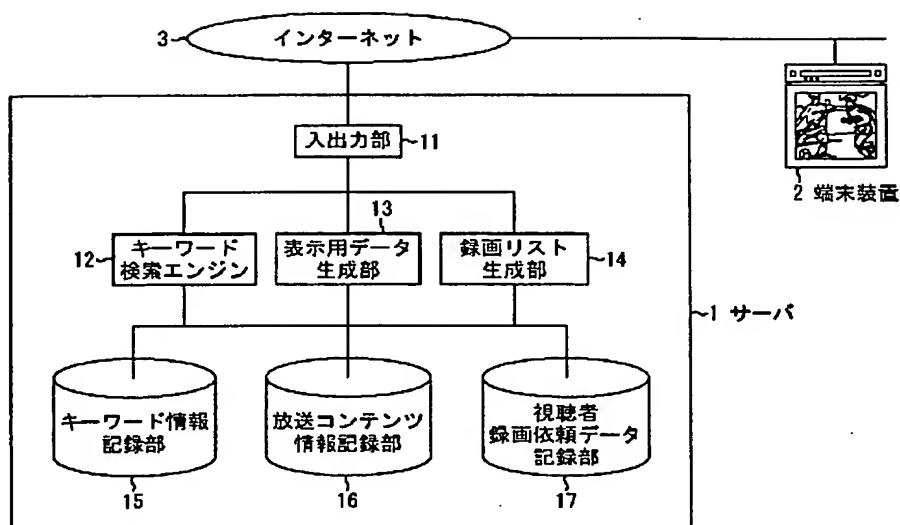 3
インターネット
入出力部
11
2 端末装置
13
12
キーワード
検索エンジン
表示用データ
生成部
録画リスト
生成部
14
1 サーバ
キーワード情報
記録部
放送コンテンツ
情報記録部
視聴者
録画依頼データ
記録部
15
16
17